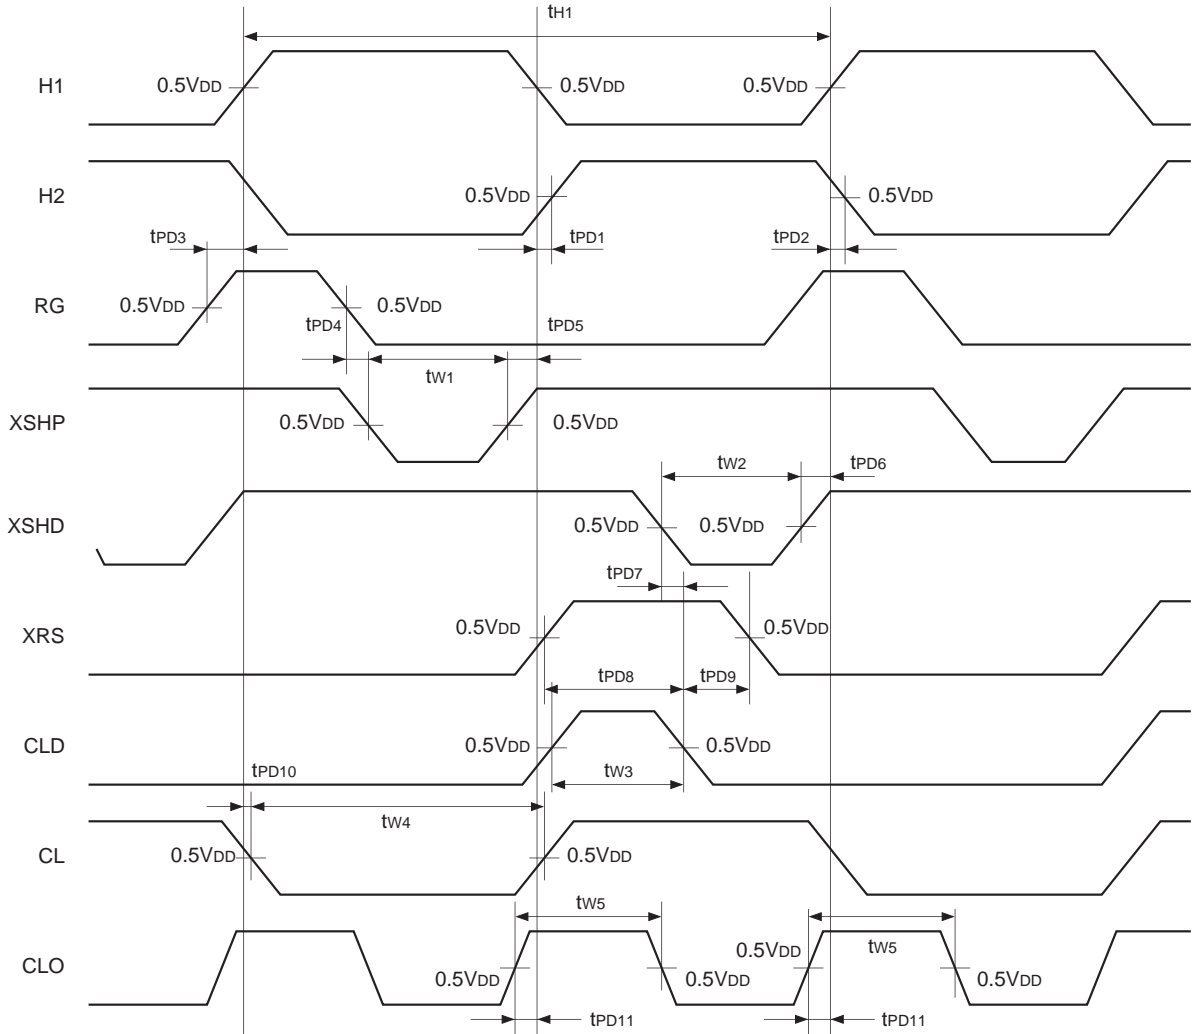 tH1
H1 0.5VDD 0.5VDD 0.5VDD
H2 0.5VDD 0.5VDD
tPD3 tPD1 tPD2
RG 0.5VDD 0.5VDD
tPD4 tPD5
tW1
XSHP 0.5VDD 0.5VDD
tW2 tPD6
XSHD 0.5VDD 0.5VDD
tPD7
XRS 0.5VDD 0.5VDD
tPD8 tPD9
CLD 0.5VDD 0.5VDD
tPD10 tW3
tW4
CL 0.5VDD 0.5VDD
tW5
tW5
0.5VDD
CLO 0.5VDD 0.5VDD 0.5VDD
tPD11 tPD11